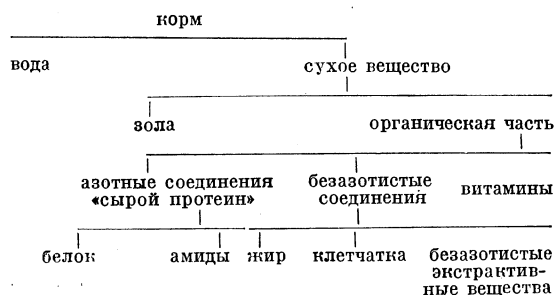 корм
вода сухое вещество
зола органическая часть
азотные соединения безазотистые витамины
«сырой протеин» соединения
белок амиды жир клетчатка безазотистые
экстрактив-
ные вещества